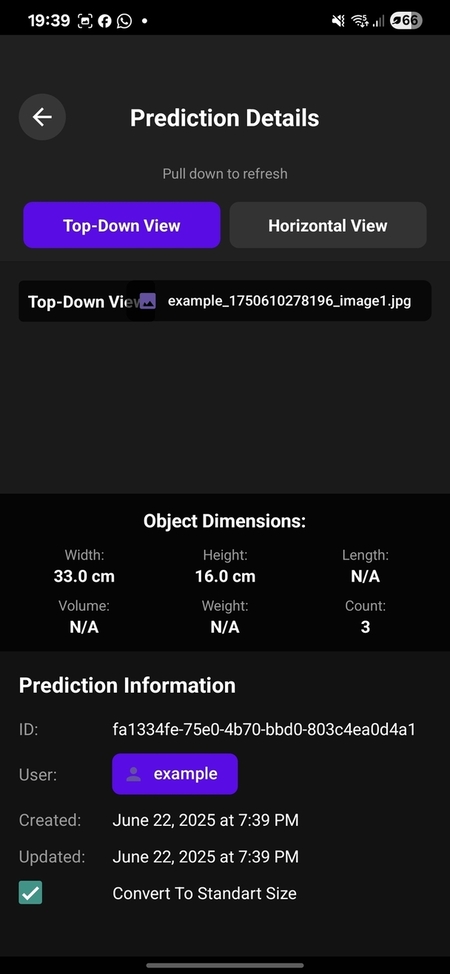 19:39 66
Prediction Details
Pull down to refresh
Top-Down View Horizontal View
Top-Down View example_1750610278196_image1.jpg
Object Dimensions:
Width: Height: Length:
33.0 cm 16.0 cm N/A
Volume: Weight: Count:
N/A N/A 3
Prediction Information
ID: fa1334fe-75e0-4b70-bbd0-803c4ea0d4a1
User: example
Created: June 22, 2025 at 7:39 PM
Updated: June 22, 2025 at 7:39 PM
Convert To Standart Size